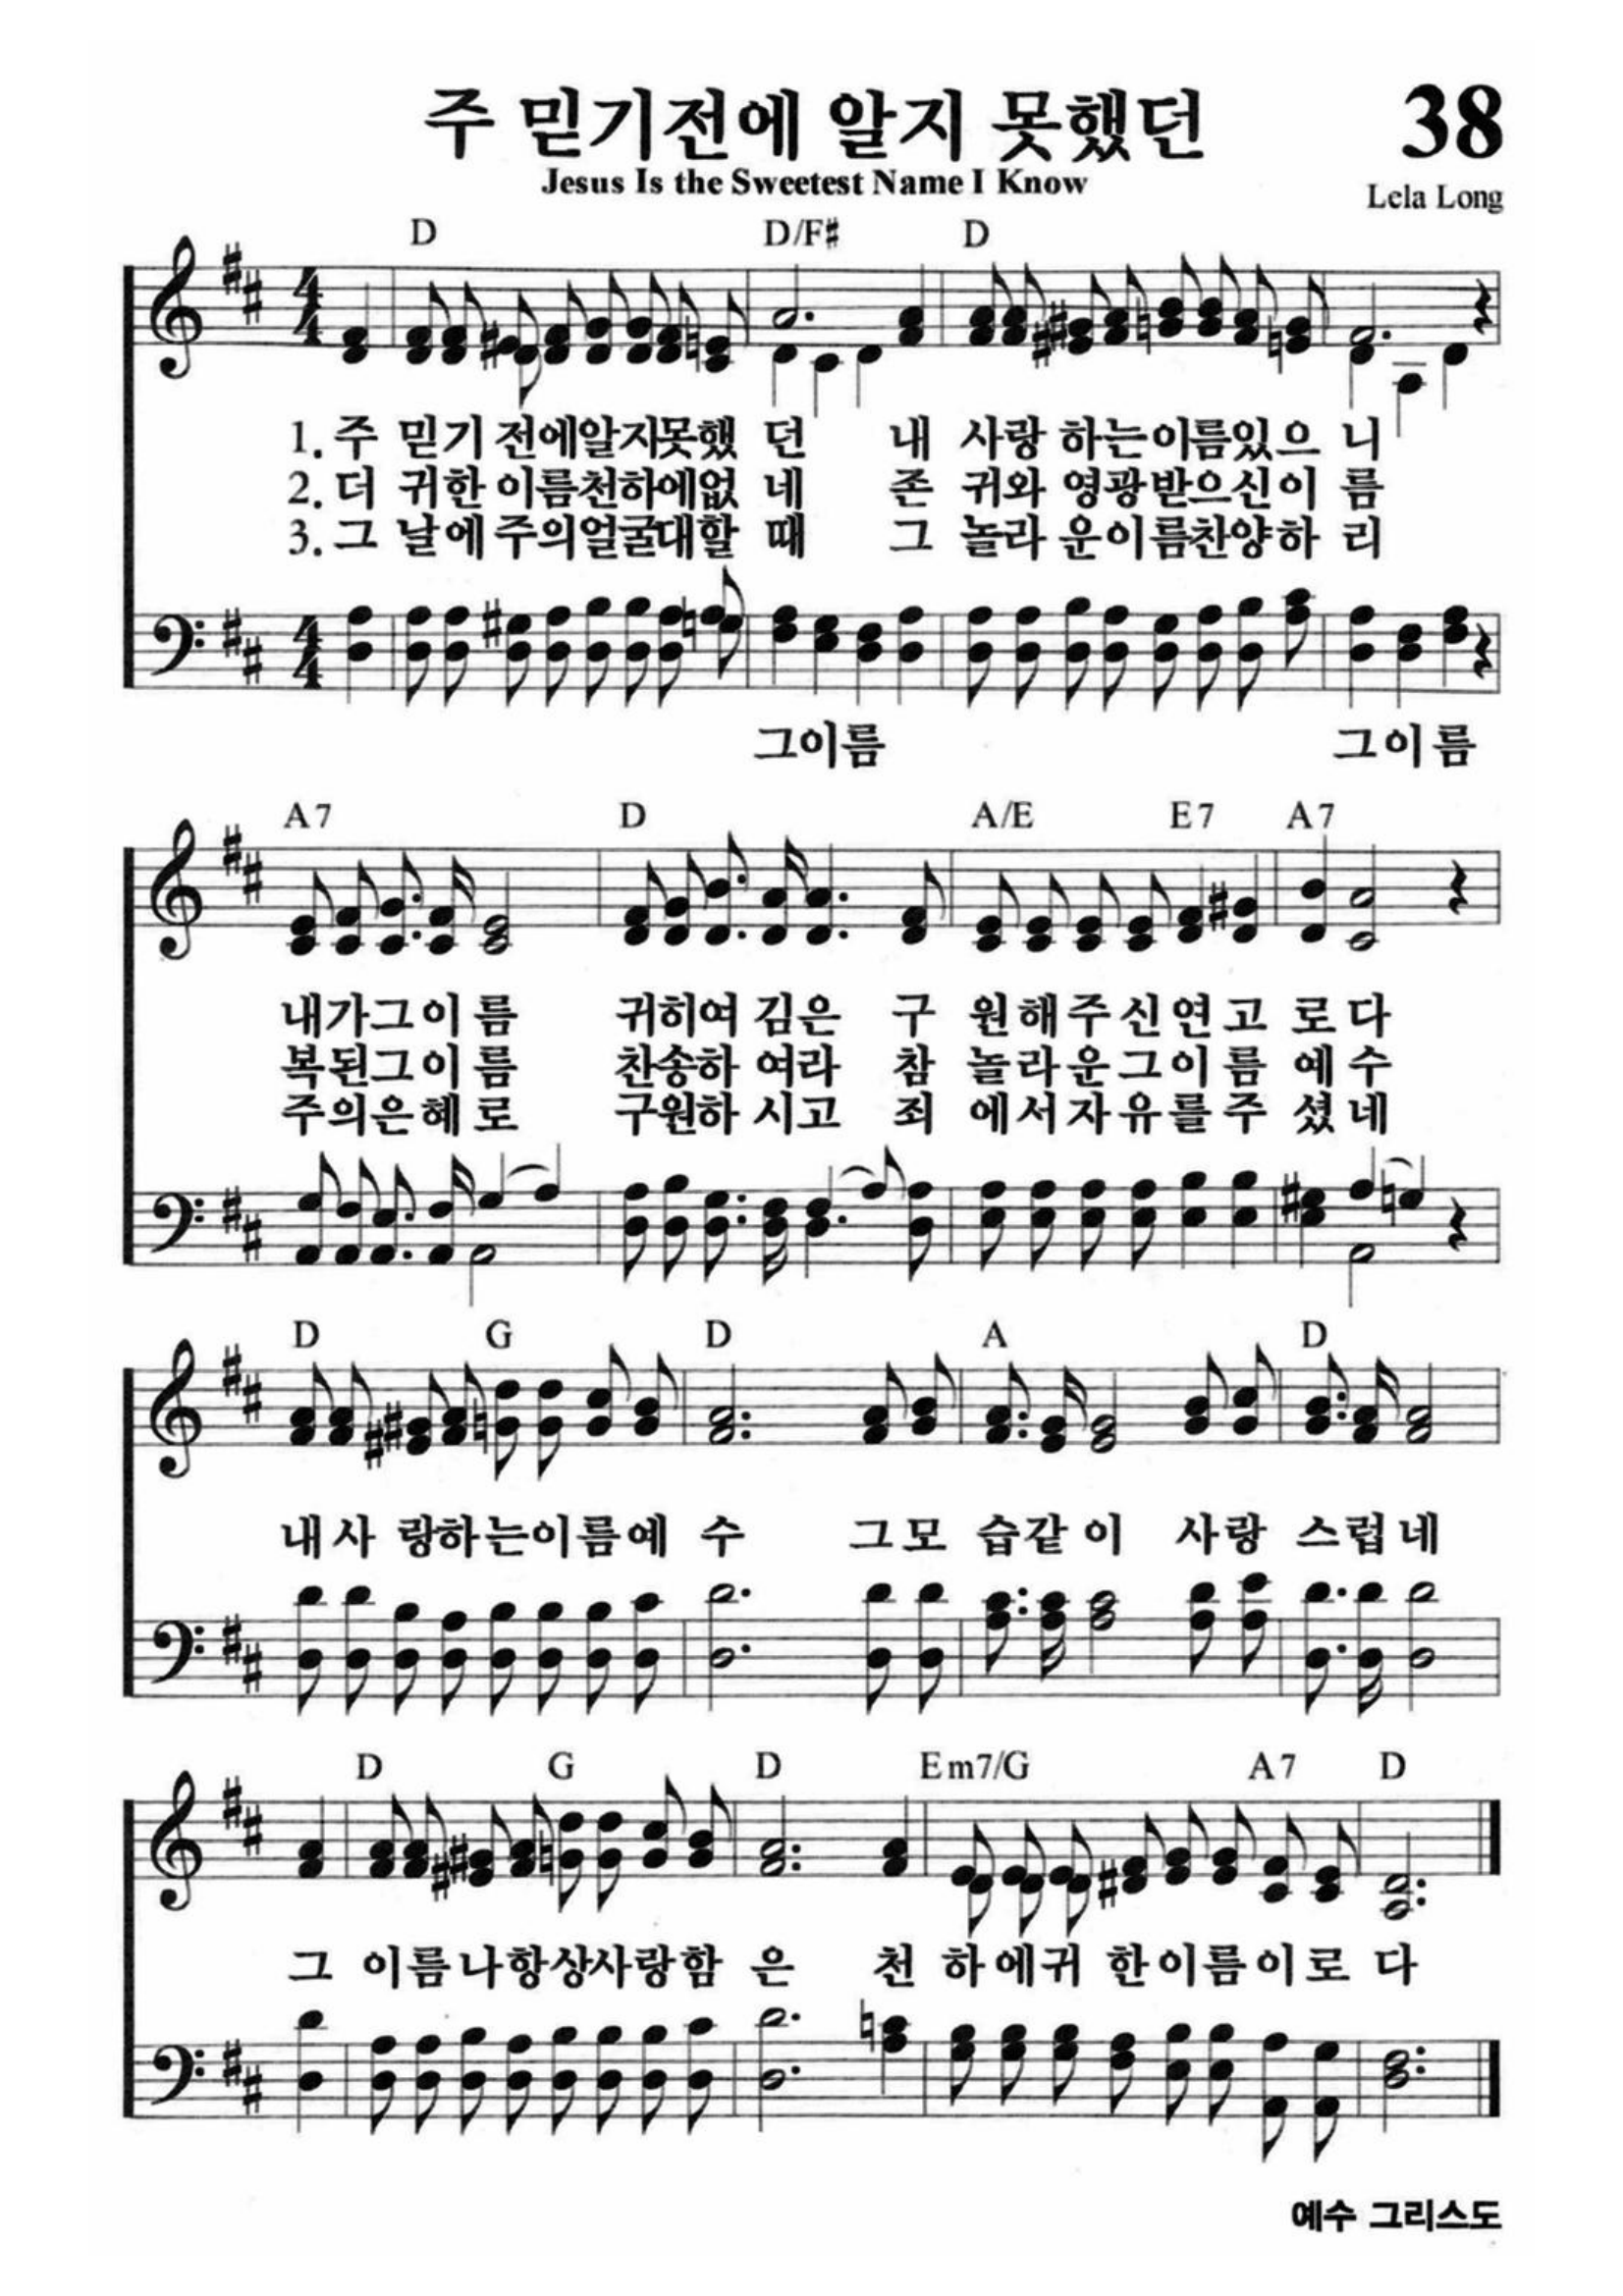 주 믿기전에 알지 못했던 38
Jesus Is the Sweetest Name I Know
Lela Long
D D/F# D
1. 주 믿기 전에알지못했 던 내 사랑 하는이름있으 니
2. 더 귀한 이름천하에없 네 존 귀와 영광받으신이 름
3. 그 날에 주의얼굴대할 때 그 놀라 운이름찬양하 리
그이름 그이름
A7 D A/E E7 A7
내가그이 름 귀히여 김은 구 원해주신연고 로다
복된그이 름 찬송하 여라 참 놀라운그이름 예수
주의은혜 로 구원하 시고 죄 에서자유를주 셨네
D G D A D
내사 랑하는이름예 수 그모 습같이 사랑 스럽네
D G D Em7/G A7 D
그 이름나항상사랑함 은 천 하에귀 한이름이로 다
예수 그리스도